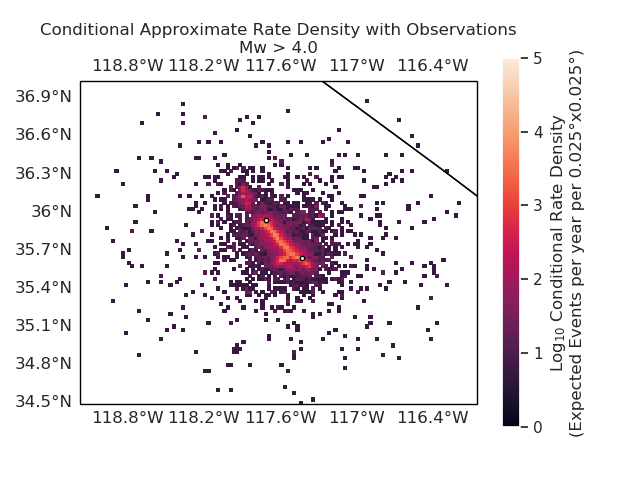 Conditional Approximate Rate Density with Observations
Mw > 4.0
118.8°W 118.2°W 117.6°W 117°W 116.4°W
36.9°N
36.6°N
36.3°N
36°N
35.7°N
35.4°N
35.1°N
34.8°N
34.5°N
118.8°W 118.2°W 117.6°W 117°W 116.4°W
5
4
3
2
1
0
Log₁₀ Conditional Rate Density
(Expected Events per year per 0.025°x0.025°)